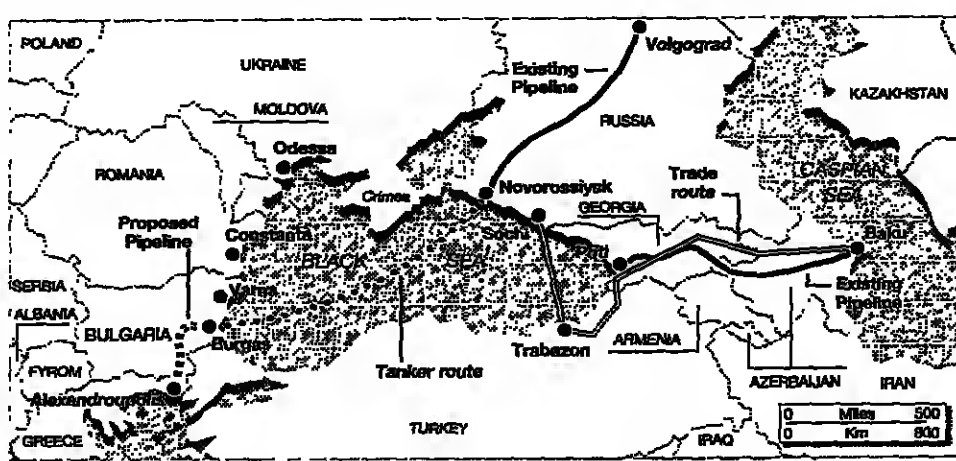 POLAND
UKRAINE
MOLDOVA
Odessa
ROMANIA
Proposed
Pipeline
Constanta
SERBIA
ALBANIA
Varna
BULGARIA
Burgas
FYROM
Alexandroupolis
GREECE
Existing
Pipeline
Volgograd
RUSSIA
KAZAKHSTAN
Crimea
Novorossiysk
Trade
route
CASPIAN
SEA
GEORGIA
Sochi
Poti
Baku
BLACK
SEA
Existing
Pipeline
Trabazon
ARMENIA
Tanker route
AZERBAIJAN
IRAN
TURKEY
IRAQ
0 Miles 500
0 Km 800